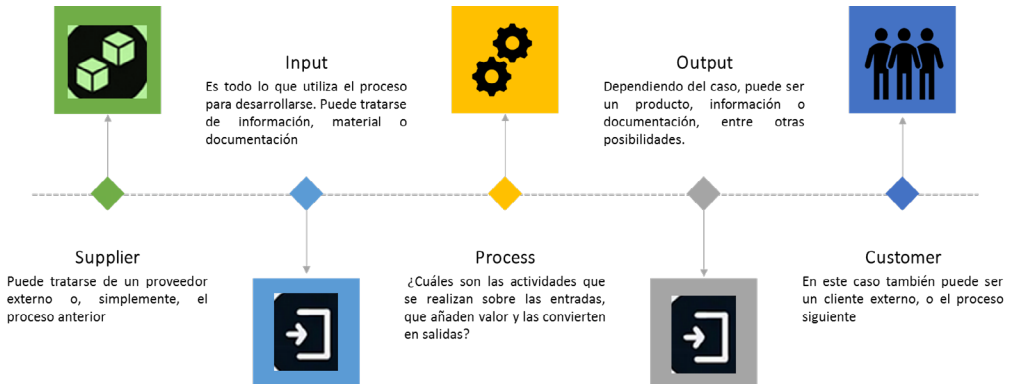 Input
Es todo lo que utiliza el proceso
para desarrollarse. Puede tratarse
de información, material o
documentación
Output
Dependiendo del caso, puede ser
un producto, información o
documentación, entre otras
posibilidades.
Supplier
Puede tratarse de un proveedor
externo o, simplemente, el
proceso anterior
Process
¿Cuáles son las actividades que
se realizan sobre las entradas,
que añaden valor y las convierten
en salidas?
Customer
En este caso también puede ser
un cliente externo, o el proceso
siguiente